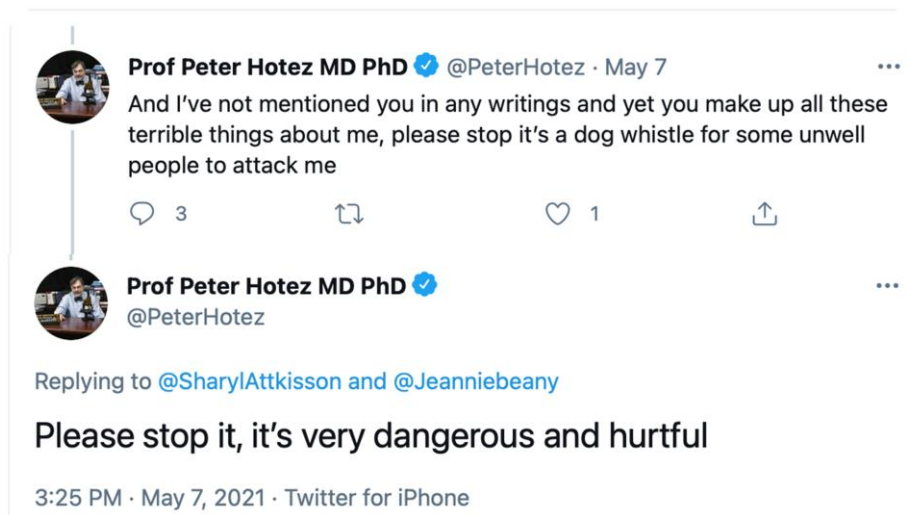 Prof Peter Hotez MD PhD @PeterHotez · May 7
And I've not mentioned you in any writings and yet you make up all these
terrible things about me, please stop it's a dog whistle for some unwell
people to attack me
3 1
Prof Peter Hotez MD PhD
@PeterHotez
Replying to @SharylAttkisson and @Jeanniebeany
Please stop it, it's very dangerous and hurtful
3:25 PM · May 7, 2021 · Twitter for iPhone